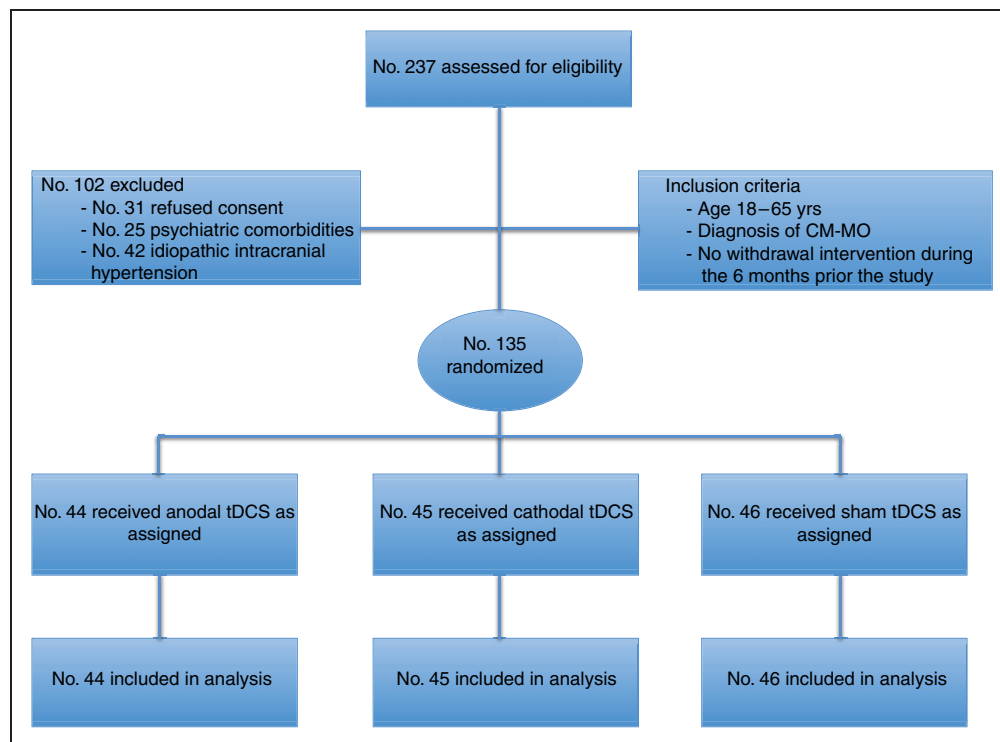 No. 237 assessed for eligibility
No. 102 excluded
- No. 31 refused consent
- No. 25 psychiatric comorbidities
- No. 42 idiopathic intracranial
hypertension
Inclusion criteria
- Age 18–65 yrs
- Diagnosis of CM-MO
- No withdrawal intervention during
the 6 months prior the study
No. 135
randomized
No. 44 received anodal tDCS as
assigned
No. 45 received cathodal tDCS
as assigned
No. 46 received sham tDCS as
assigned
No. 44 included in analysis
No. 45 included in analysis
No. 46 included in analysis